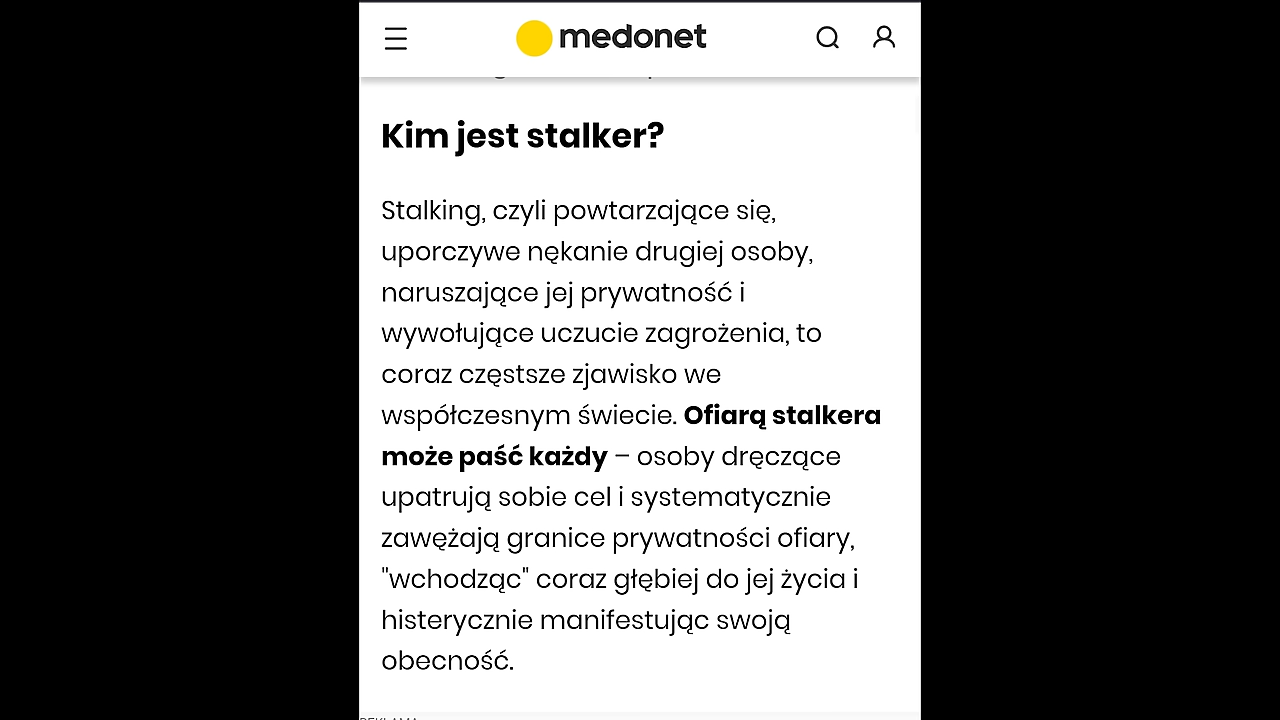 medonet
Kim jest stalker?
Stalking, czyli powtarzające się,
uporczywe nękanie drugiej osoby,
naruszające jej prywatność i
wywołujące uczucie zagrożenia, to
coraz częstsze zjawisko we
współczesnym świecie. Ofiarą stalkera
może paść każdy – osoby dręczące
upatrują sobie cel i systematycznie
zawężają granice prywatności ofiary,
"wchodząc" coraz głębiej do jej życia i
histerycznie manifestując swoją
obecność.